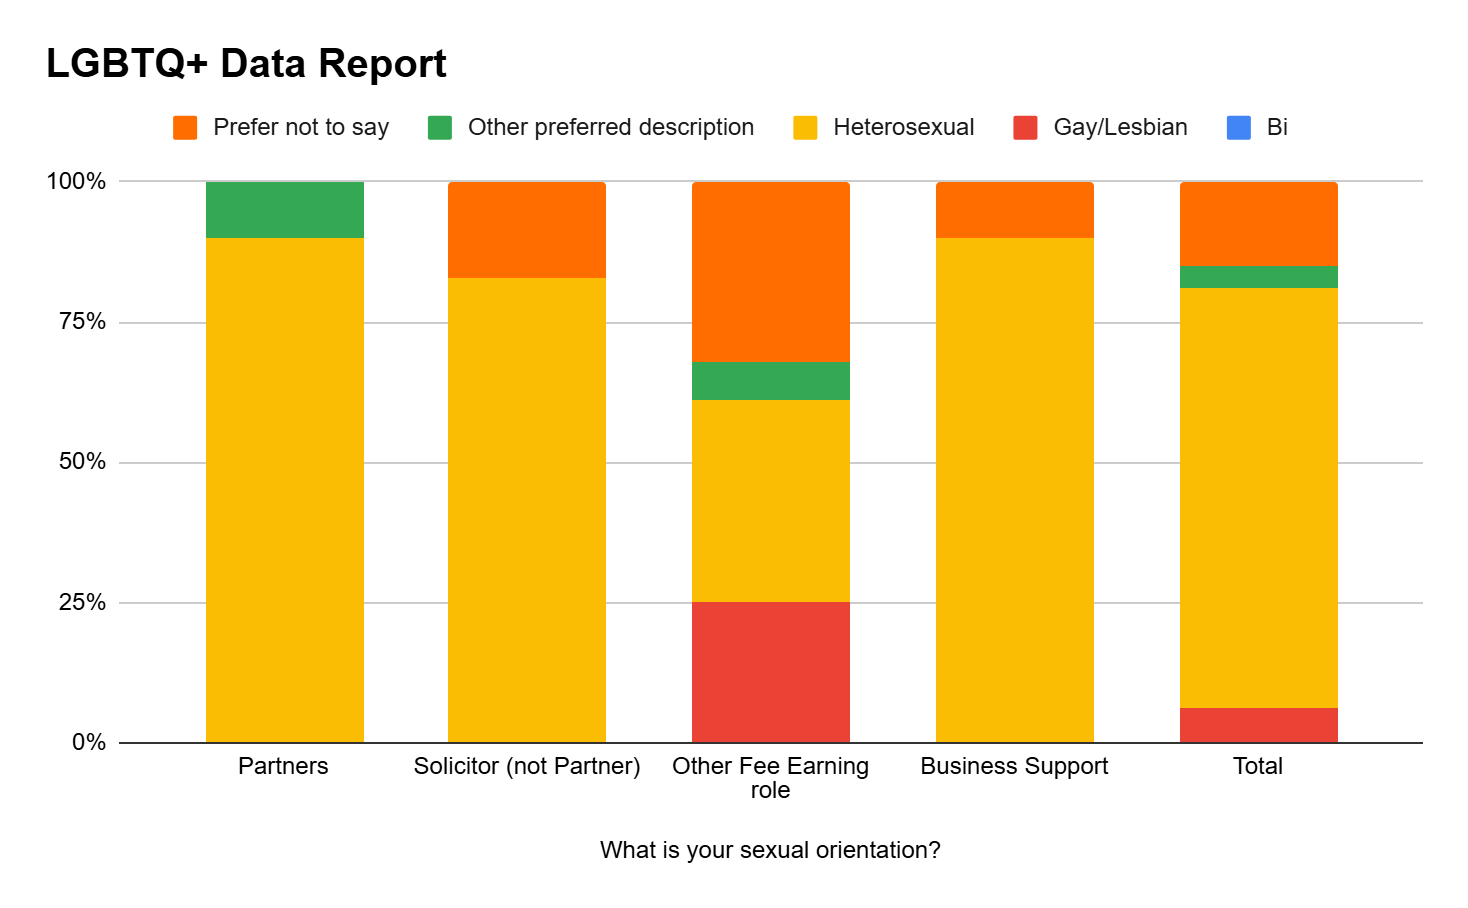 LGBTQ+ Data Report
Prefer not to say Other preferred description Heterosexual Gay/Lesbian Bi
100%
75%
50%
25%
0%
Partners Solicitor (not Partner) Other Fee Earning Business Support Total
role
What is your sexual orientation?